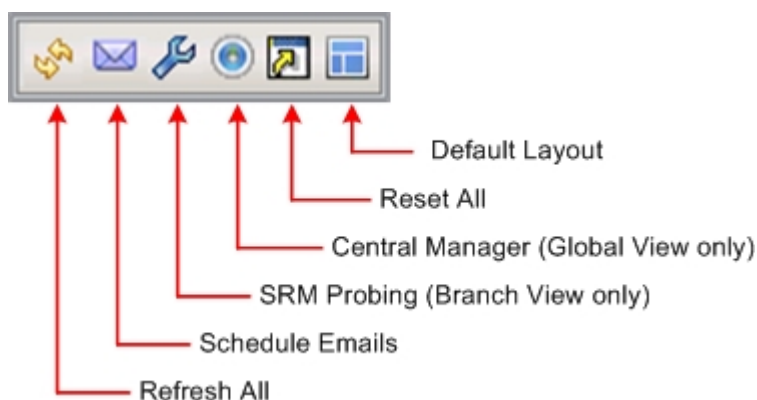 Default Layout
Reset All
Central Manager (Global View only)
SRM Probing (Branch View only)
Schedule Emails
Refresh All